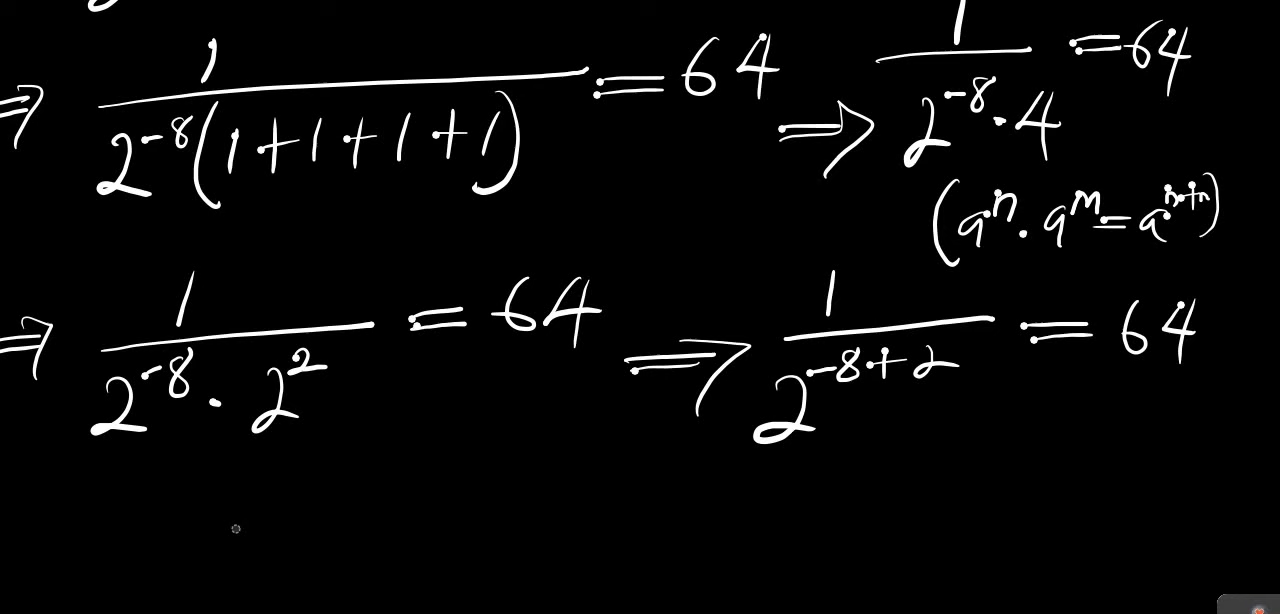 ⇒ 1/(2^-8(1+1+1+1)) = 64 ⇒ 1/(2^-8 · 4) = 64
(a^n · a^m = a^(n+m))
⇒ 1/(2^-8 · 2^2) = 64 ⇒ 1/(2^(-8+2)) = 64